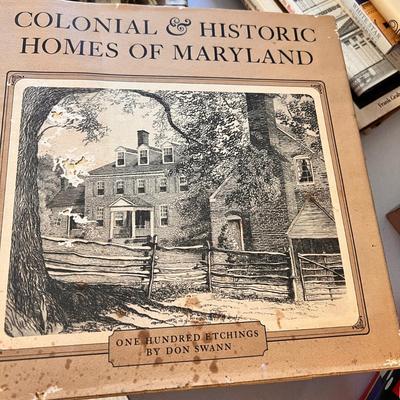 COLONIAL & HISTORIC
HOMES OF MARYLAND
ONE HUNDRED ETCHINGS
BY DON SWANN